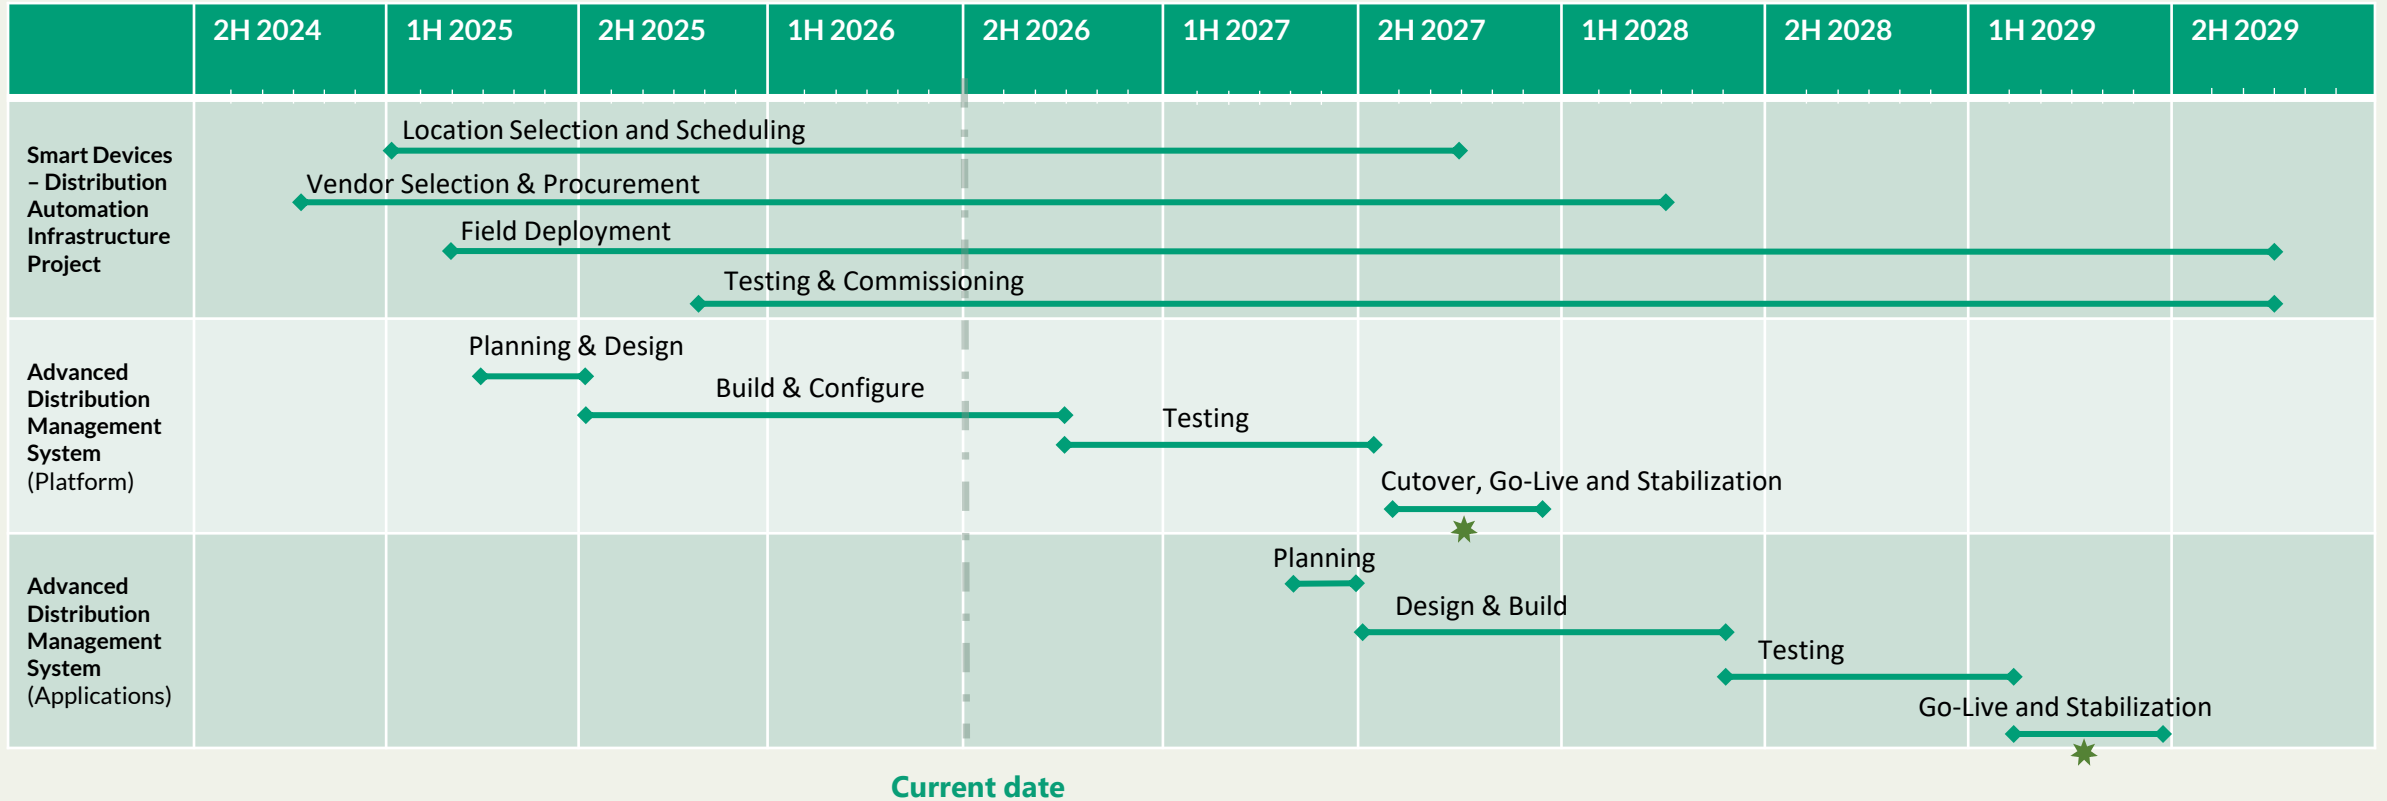 2H 2024 1H 2025 2H 2025 1H 2026 2H 2026 1H 2027 2H 2027 1H 2028 2H 2028 1H 2029 2H 2029
Smart Devices
– Distribution
Automation
Infrastructure
Project
Location Selection and Scheduling
Vendor Selection & Procurement
Field Deployment
Testing & Commissioning
Advanced
Distribution
Management
System
(Platform)
Planning & Design
Build & Configure
Testing
Cutover, Go-Live and Stabilization
Advanced
Distribution
Management
System
(Applications)
Planning
Design & Build
Testing
Go-Live and Stabilization
Current date